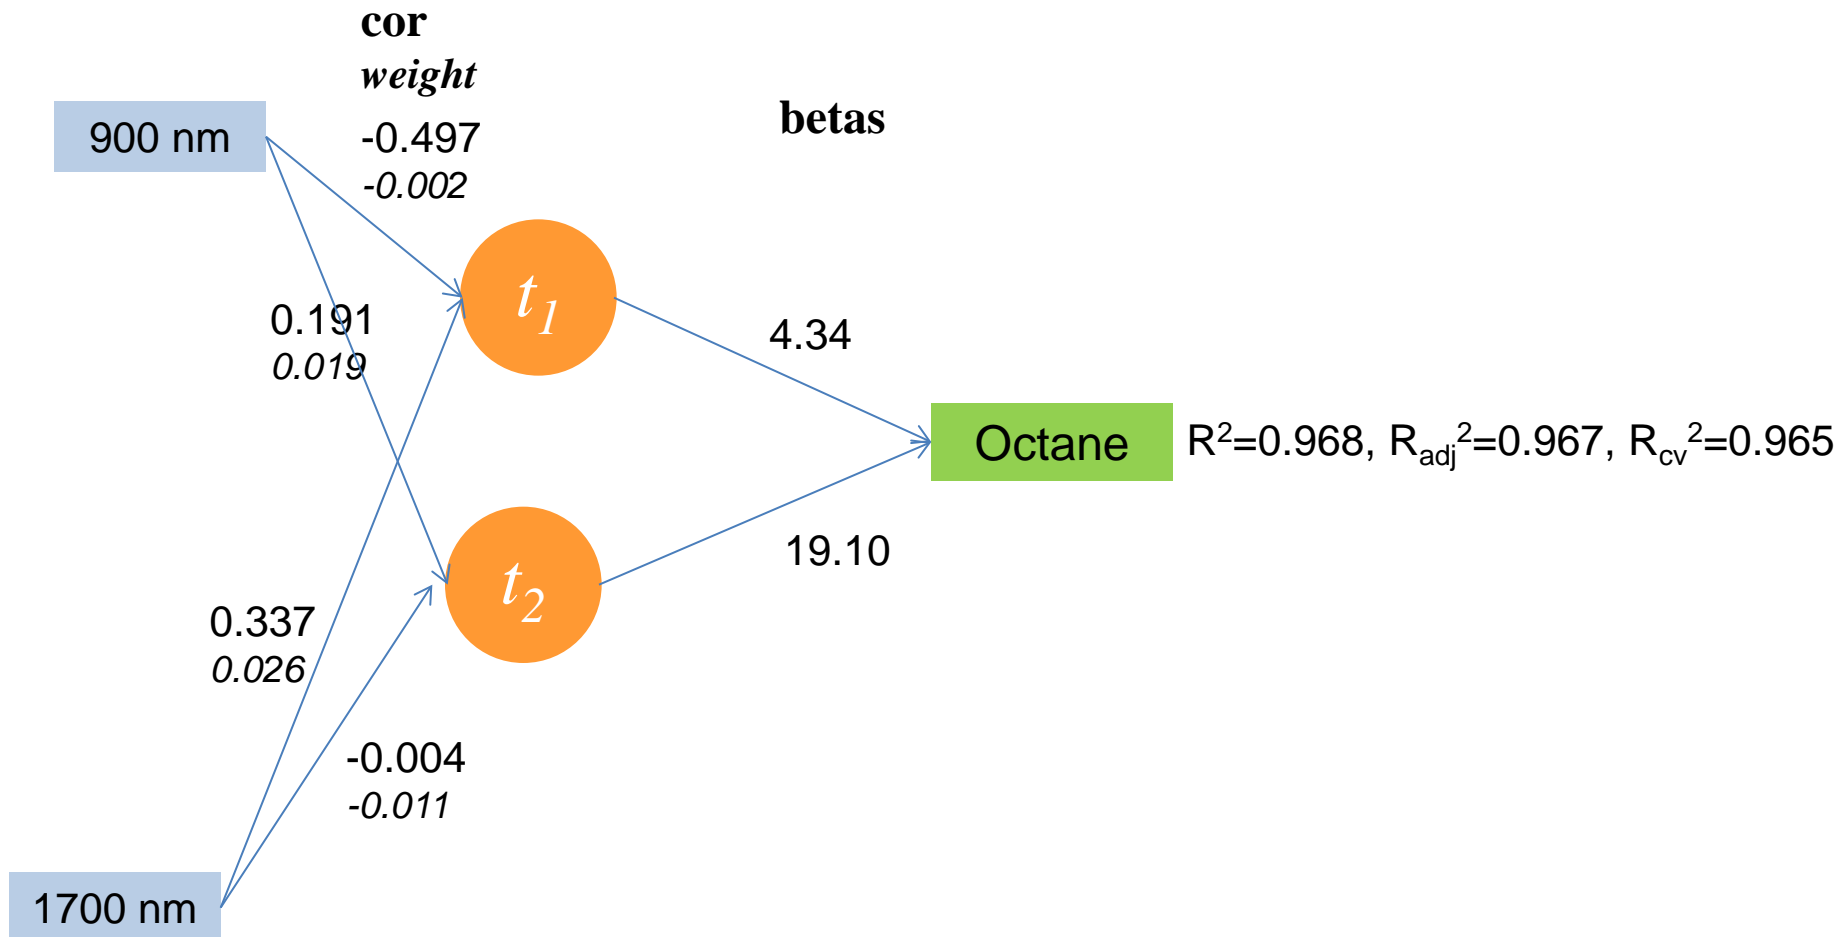 cor
weight
900 nm
-0.497
-0.002
betas
t1
0.191
0.019
4.34
Octane
R²=0.968, Radj²=0.967, Rcv²=0.965
19.10
t2
0.337
0.026
-0.004
-0.011
1700 nm